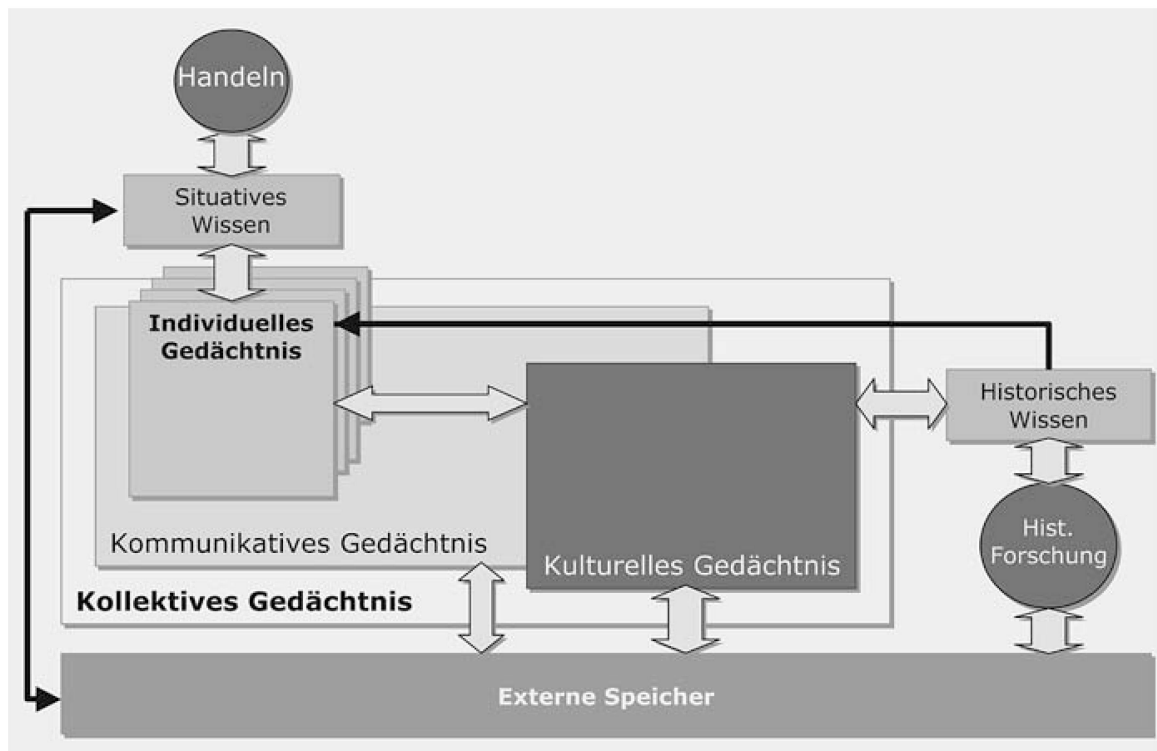 Handeln
Situatives
Wissen
Individuelles
Gedächtnis
Historisches
Wissen
Hist.
Forschung
Kommunikatives Gedächtnis
Kulturelles Gedächtnis
Kollektives Gedächtnis
Externe Speicher